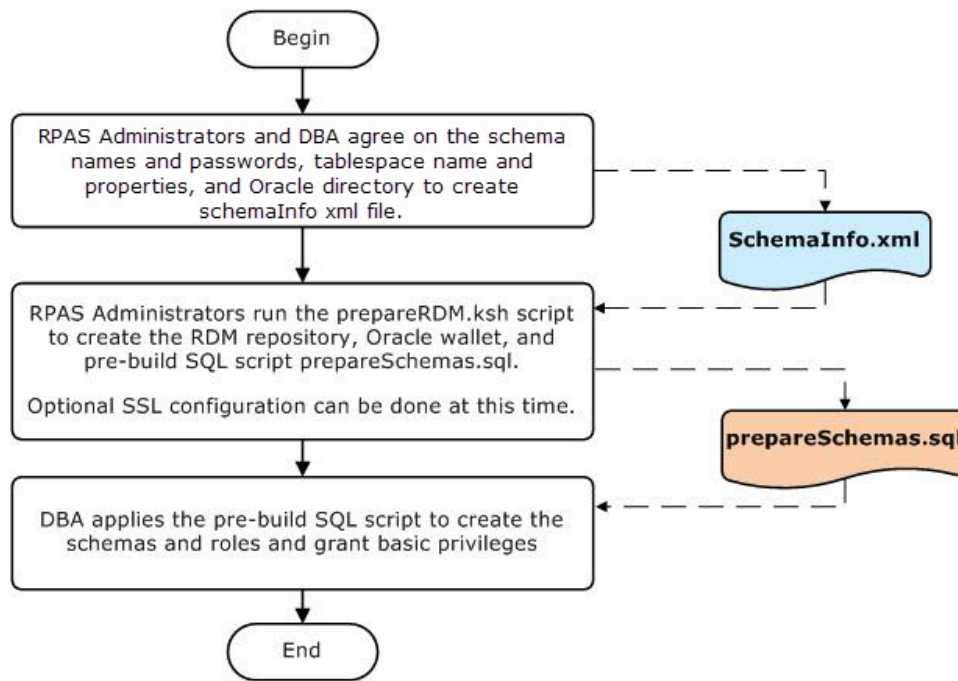 Begin
RPAS Administrators and DBA agree on the schema
names and passwords, tablespace name and
properties, and Oracle directory to create
schemaInfo xml file.
SchemaInfo.xml
RPAS Administrators run the prepareRDM.ksh script
to create the RDM repository, Oracle wallet, and
pre-build SQL script prepareSchemas.sql.
Optional SSL configuration can be done at this time.
prepareSchemas.sql
DBA applies the pre-build SQL script to create the
schemas and roles and grant basic privileges
End